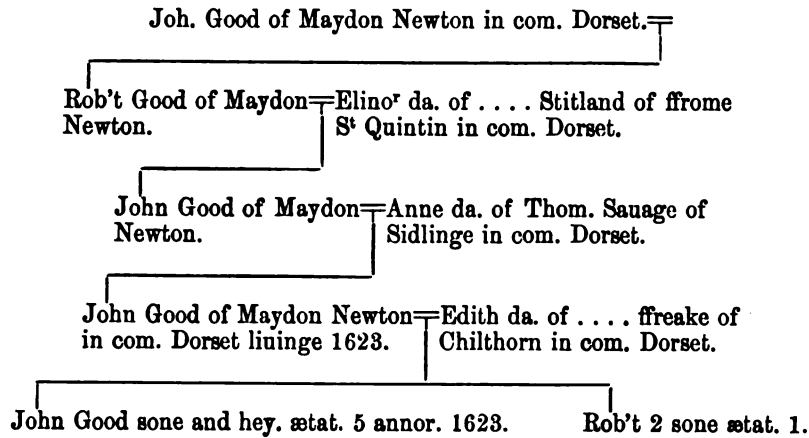 Joh. Good of Maydon Newton in com. Dorset.
Rob't Good of Maydon=Elinoʳ da. of . . . . Stitland of ffrome
Newton. Sᵗ Quintin in com. Dorset.
John Good of Maydon=Anne da. of Thom. Sauage of
Newton. Sidlinge in com. Dorset.
John Good of Maydon Newton=Edith da. of . . . . ffreake of
in com. Dorset liuinge 1623. Chilthorn in com. Dorset.
John Good sone and hey. ætat. 5 annor. 1623. Rob't 2 sone ætat. 1.